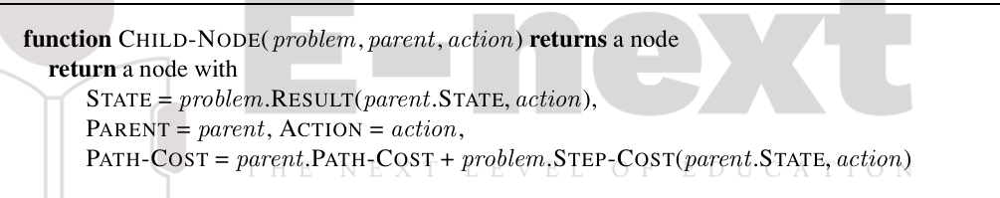 E-next
function CHILD-NODE(problem, parent, action) returns a node
return a node with
STATE = problem.RESULT(parent.STATE, action),
PARENT = parent, ACTION = action,
PATH-COST = parent.PATH-COST + problem.STEP-COST(parent.STATE, action)
THE NEXT LEVEL OF EDUCATION